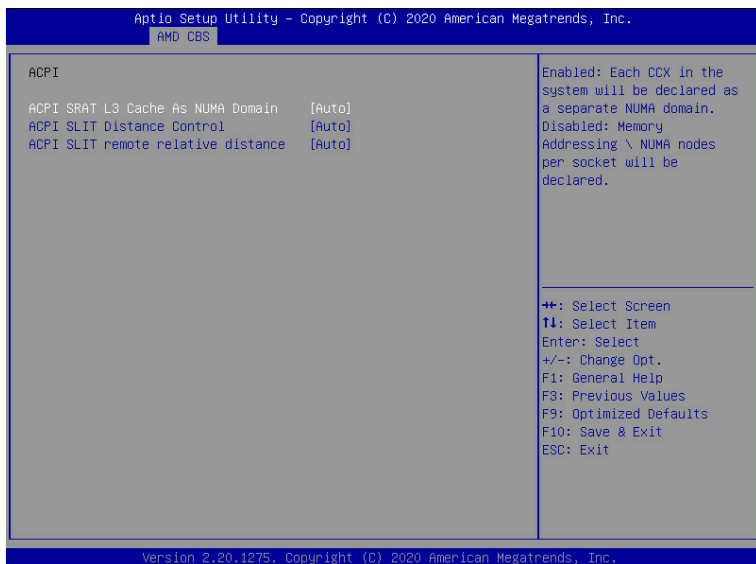 Aptio Setup Utility – Copyright (C) 2020 American Megatrends, Inc.
AMD CBS
ACPI
ACPI SRAT L3 Cache As NUMA Domain [Auto]
ACPI SLIT Distance Control [Auto]
ACPI SLIT remote relative distance [Auto]
Enabled: Each CCX in the
system will be declared as
a separate NUMA domain.
Disabled: Memory
Addressing \ NUMA nodes
per socket will be
declared.
→←: Select Screen
↑↓: Select Item
Enter: Select
+/-: Change Opt.
F1: General Help
F3: Previous Values
F9: Optimized Defaults
F10: Save & Exit
ESC: Exit
Version 2.20.1275. Copyright (C) 2020 American Megatrends, Inc.